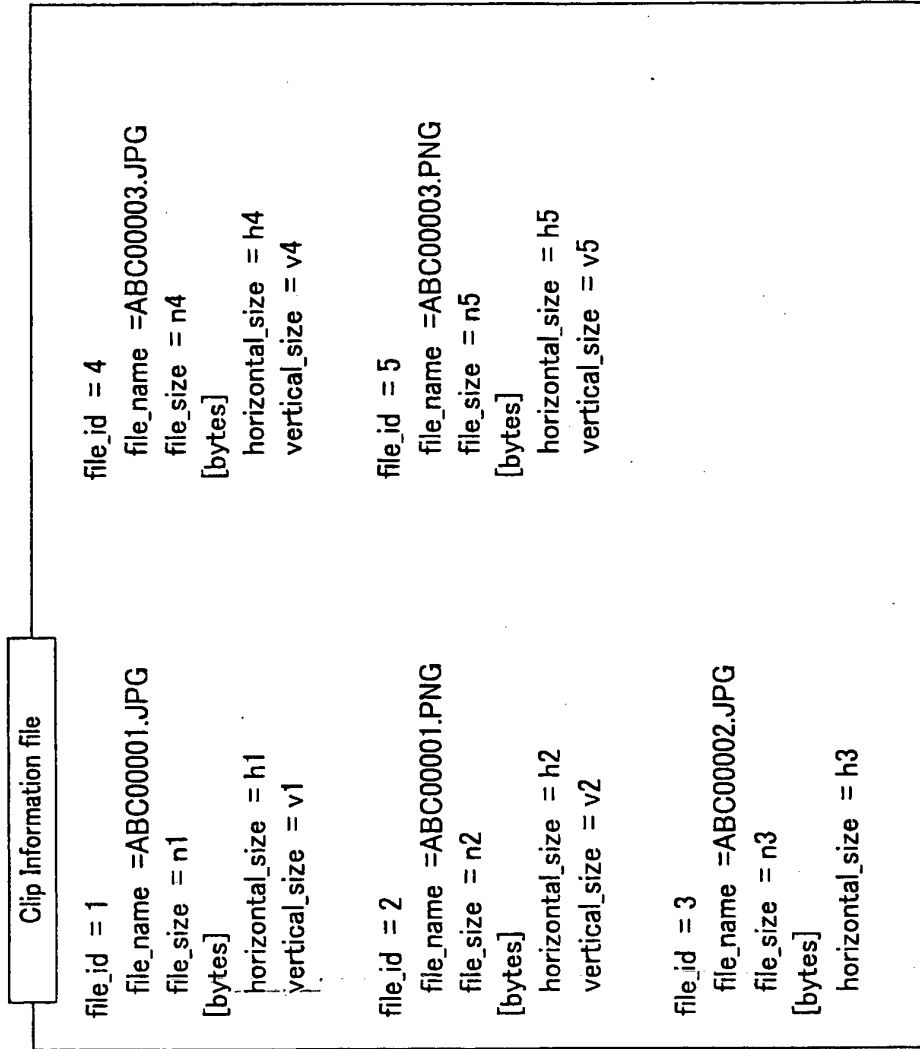 Clip Information file
file_id = 1
file_name =ABC00001.JPG
file_size = n1
[bytes]
horizontal_size = h1
vertical_size = v1
file_id = 2
file_name =ABC00001.PNG
file_size = n2
[bytes]
horizontal_size = h2
vertical_size = v2
file_id = 3
file_name =ABC00002.JPG
file_size = n3
[bytes]
horizontal_size = h3
file_id = 4
file_name =ABC00003.JPG
file_size = n4
[bytes]
horizontal_size = h4
vertical_size = v4
file_id = 5
file_name =ABC00003.PNG
file_size = n5
[bytes]
horizontal_size = h5
vertical_size = v5